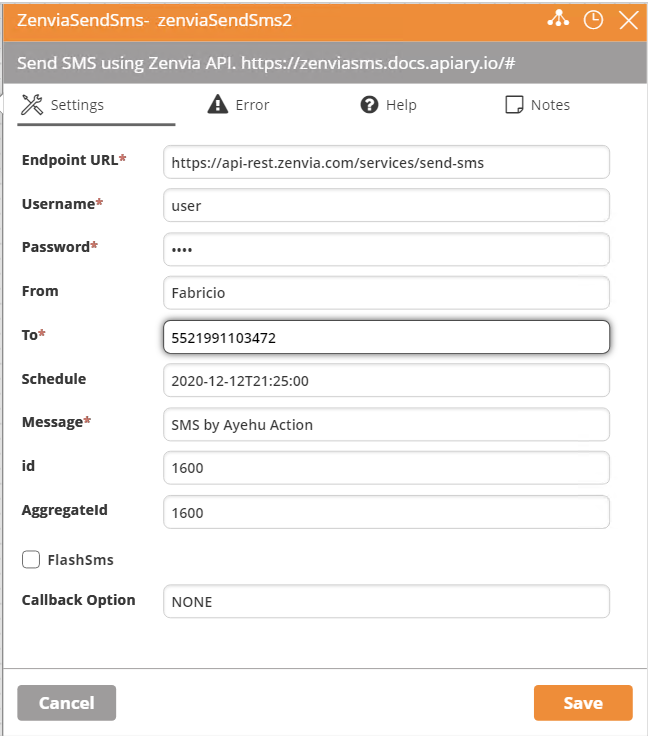 ZenviaSendSms- zenviaSendSms2
Send SMS using Zenvia API. https://zenviasms.docs.apiary.io/#
Settings Error Help Notes
Endpoint URL* https://api-rest.zenvia.com/services/send-sms
Username* user
Password* ••••
From Fabricio
To* 5521991103472
Schedule 2020-12-12T21:25:00
Message* SMS by Ayehu Action
id 1600
AggregateId 1600
FlashSms
Callback Option NONE
Cancel Save